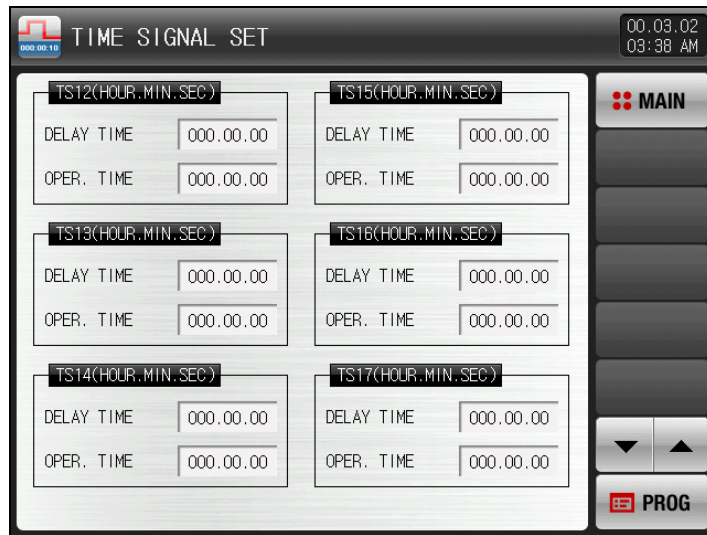 000:00:10
TIME SIGNAL SET
00.03.02
03:38 AM
TS12(HOUR.MIN.SEC)
DELAY TIME 000.00.00
OPER. TIME 000.00.00
TS13(HOUR.MIN.SEC)
DELAY TIME 000.00.00
OPER. TIME 000.00.00
TS14(HOUR.MIN.SEC)
DELAY TIME 000.00.00
OPER. TIME 000.00.00
TS15(HOUR.MIN.SEC)
DELAY TIME 000.00.00
OPER. TIME 000.00.00
TS16(HOUR.MIN.SEC)
DELAY TIME 000.00.00
OPER. TIME 000.00.00
TS17(HOUR.MIN.SEC)
DELAY TIME 000.00.00
OPER. TIME 000.00.00
MAIN
PROG